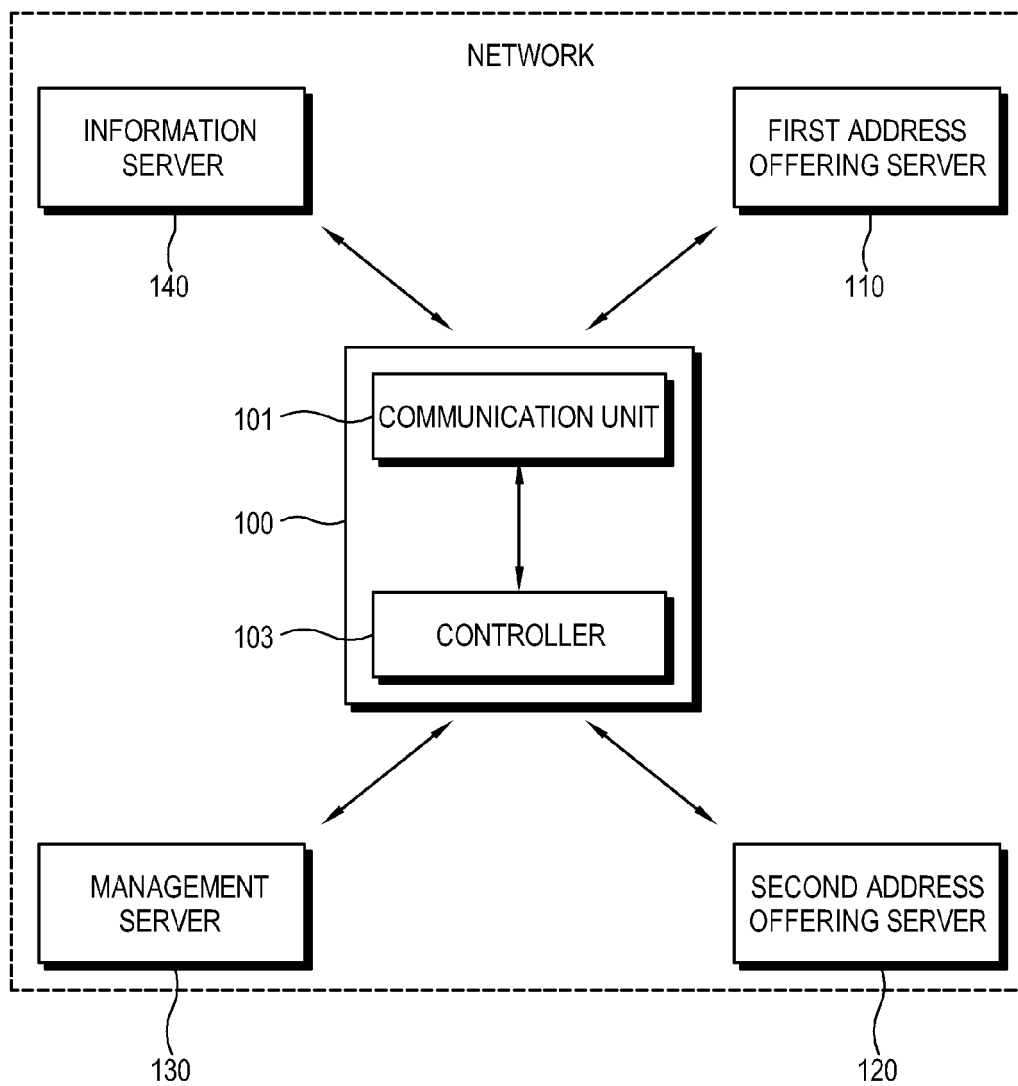 NETWORK
INFORMATION
SERVER
140
FIRST ADDRESS
OFFERING SERVER
110
101
COMMUNICATION UNIT
100
103
CONTROLLER
MANAGEMENT
SERVER
130
SECOND ADDRESS
OFFERING SERVER
120